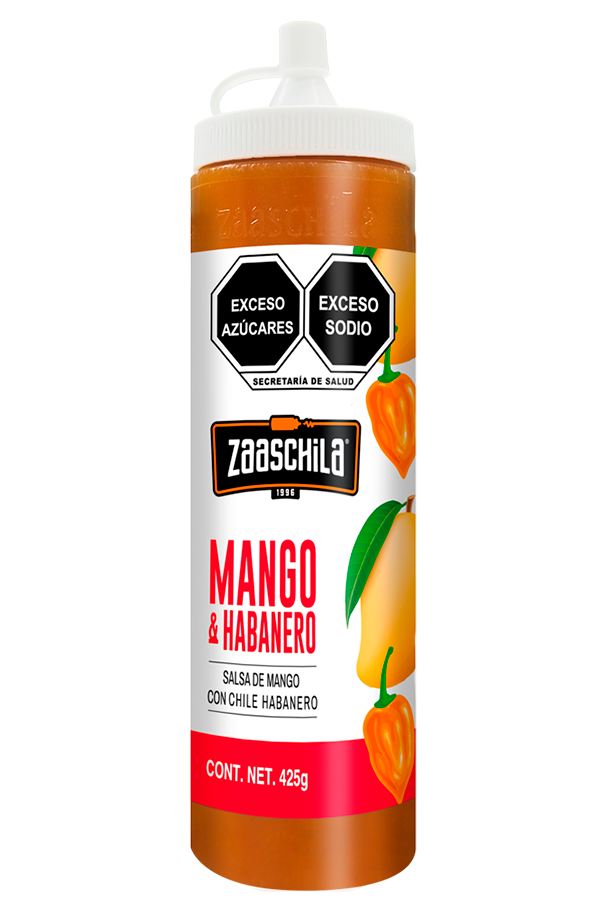 zaaschila
EXCESO
AZÚCARES
EXCESO
SODIO
SECRETARÍA DE SALUD
zaaschila®
1996
MANGO
& HABANERO
SALSA DE MANGO
CON CHILE HABANERO
CONT. NET. 425g